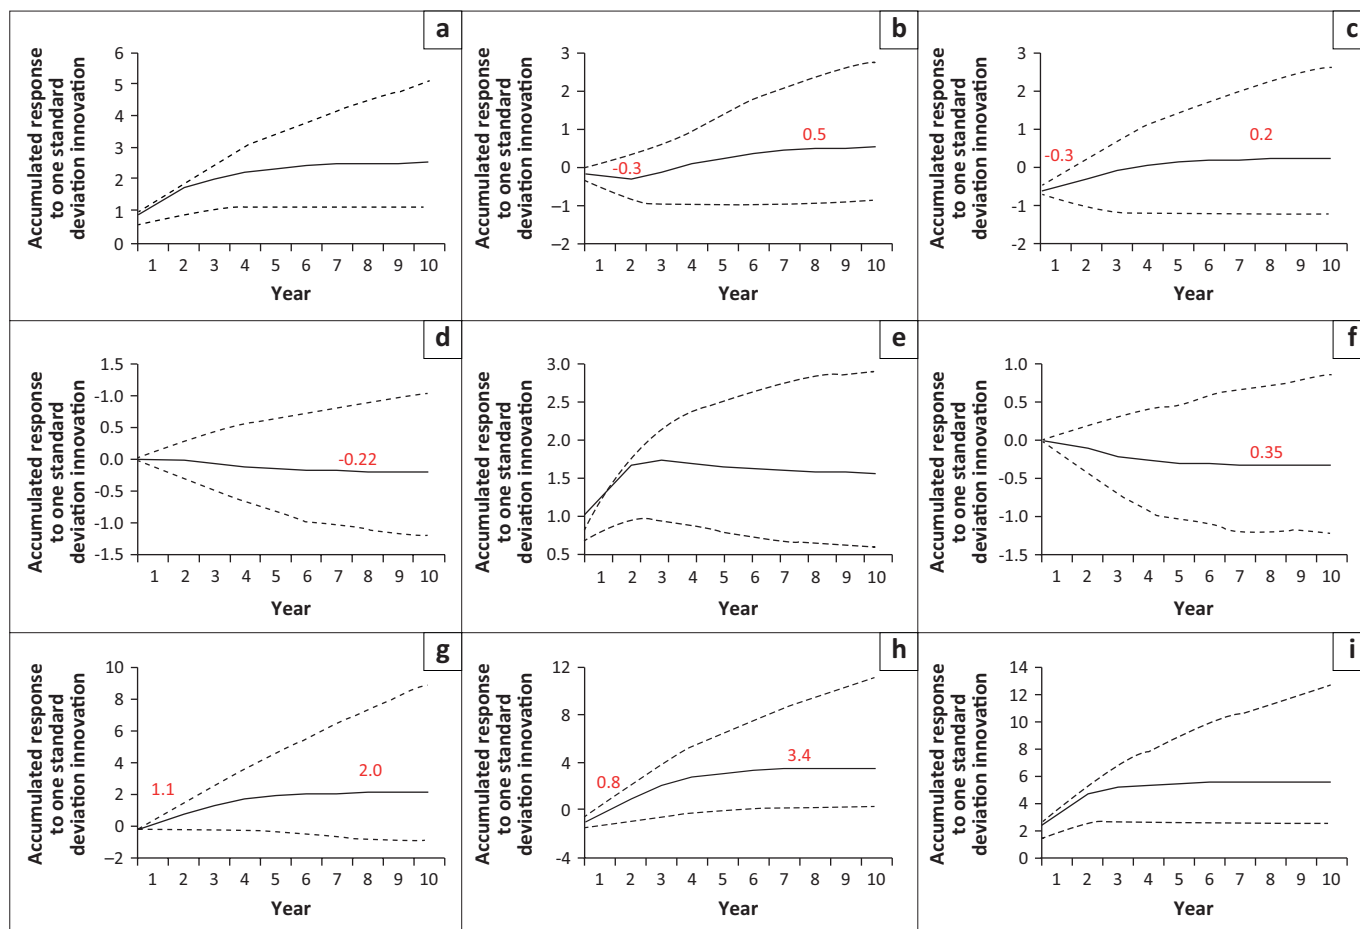 a
Accumulated response
to one standard
deviation innovation
6
5
4
3
2
1
0
1 2 3 4 5 6 7 8 9 10
Year
b
Accumulated response
to one standard
deviation innovation
3
2
1
0
–1
–2
-0.3
0.5
1 2 3 4 5 6 7 8 9 10
Year
c
Accumulated response
to one standard
deviation innovation
3
2
1
0
-1
-2
-0.3
0.2
1 2 3 4 5 6 7 8 9 10
Year
d
Accumulated response
to one standard
deviation innovation
1.5
-1.0
0.5
0.0
-0.5
-1.0
-1.5
-0.22
1 2 3 4 5 6 7 8 9 10
Year
e
Accumulated response
to one standard
deviation innovation
3.0
2.5
2.0
1.5
1.0
0.5
1 2 3 4 5 6 7 8 9 10
Year
f
Accumulated response
to one standard
deviation innovation
1.0
0.5
0.0
-0.5
-1.0
-1.5
0.35
1 2 3 4 5 6 7 8 9 10
Year
g
Accumulated response
to one standard
deviation innovation
10
8
6
4
2
0
–2
1.1
2.0
1 2 3 4 5 6 7 8 9 10
Year
h
Accumulated response
to one standard
deviation innovation
12
8
4
0
-4
0.8
3.4
1 2 3 4 5 6 7 8 9 10
Year
i
Accumulated response
to one standard
deviation innovation
14
12
10
8
6
4
2
0
1 2 3 4 5 6 7 8 9 10
Year